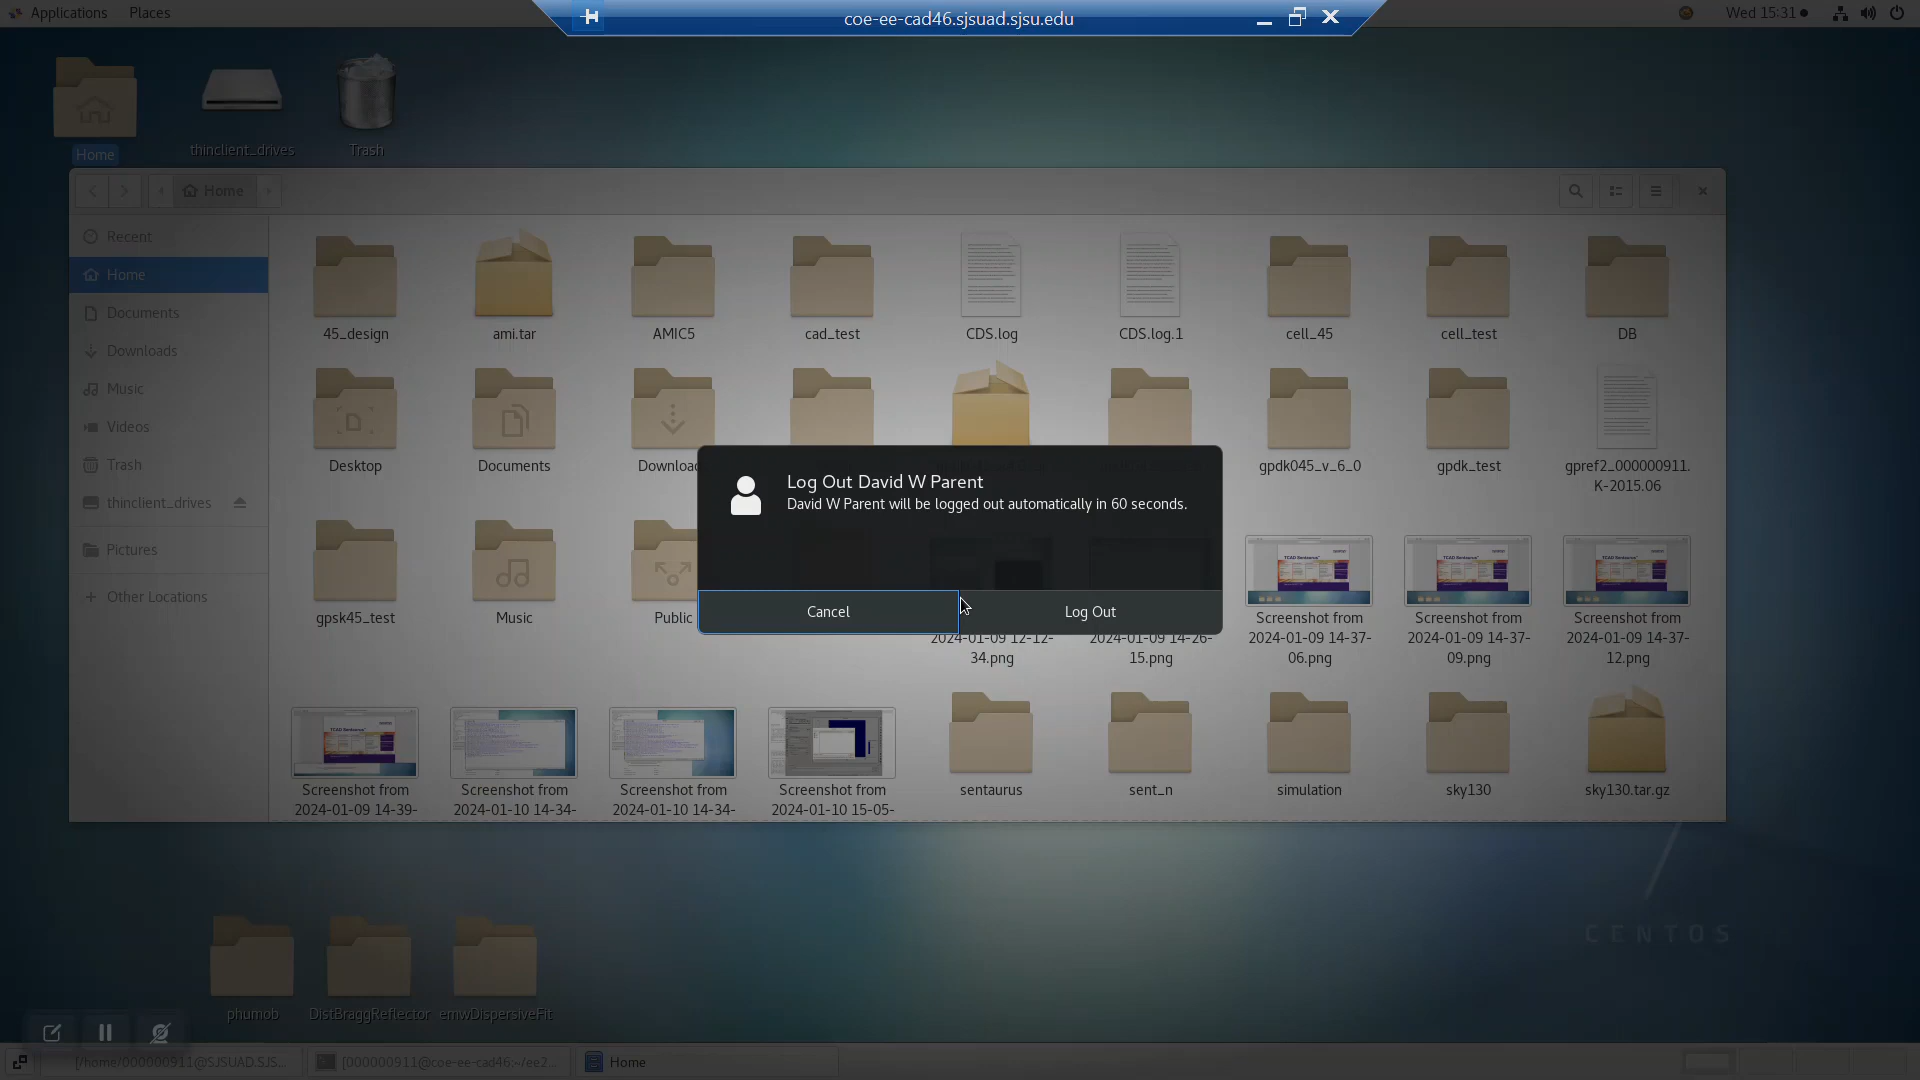 Applications Places
coe-ee-cad46.sjsuad.sjsu.edu
Wed 15:31
Home
thinclient_drives
Trash
Home
Recent
Home
Documents
Downloads
Music
Videos
Trash
thinclient_drives
Pictures
Other Locations
45_design
ami.tar
AMIC5
cad_test
CDS.log
CDS.log.1
cell_45
cell_test
DB
Desktop
Documents
Downloa
gpdk045_v_6_0
gpdk_test
gpref2_000000911.
K-2015.06
Log Out David W Parent
David W Parent will be logged out automatically in 60 seconds.
Cancel
Log Out
gpsk45_test
Music
Public
2024-01-09 12-12-
34.png
2024-01-09 14-26-
15.png
Screenshot from
2024-01-09 14-37-
06.png
Screenshot from
2024-01-09 14-37-
09.png
Screenshot from
2024-01-09 14-37-
12.png
Screenshot from
2024-01-09 14-39-
Screenshot from
2024-01-10 14-34-
Screenshot from
2024-01-10 14-34-
Screenshot from
2024-01-10 15-05-
sentaurus
sent_n
simulation
sky130
sky130.tar.gz
CENTOS
phumob
DistBraggReflector
emwDispersiveFit
[/home/000000911@SJSUAD.SJS...
[000000911@coe-ee-cad46:~/ee2...
Home